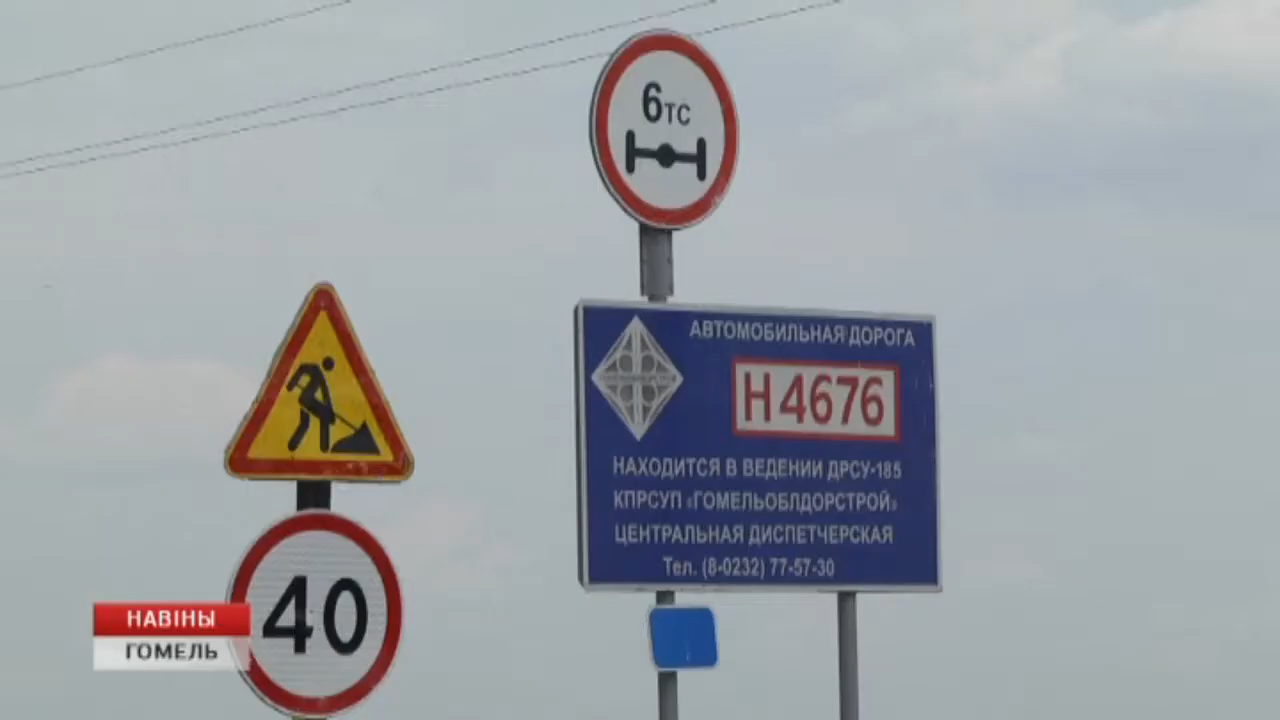 6тс
АВТОМОБИЛЬНАЯ ДОРОГА
Н4676
НАХОДИТСЯ В ВЕДЕНИИ ДРСУ-185
КПРСУП «ГОМЕЛЬОБЛДОРСТРОЙ»
ЦЕНТРАЛЬНАЯ ДИСПЕТЧЕРСКАЯ
Тел. (8-0232) 77-57-30
40
НАВІНЫ
ГОМЕЛЬ